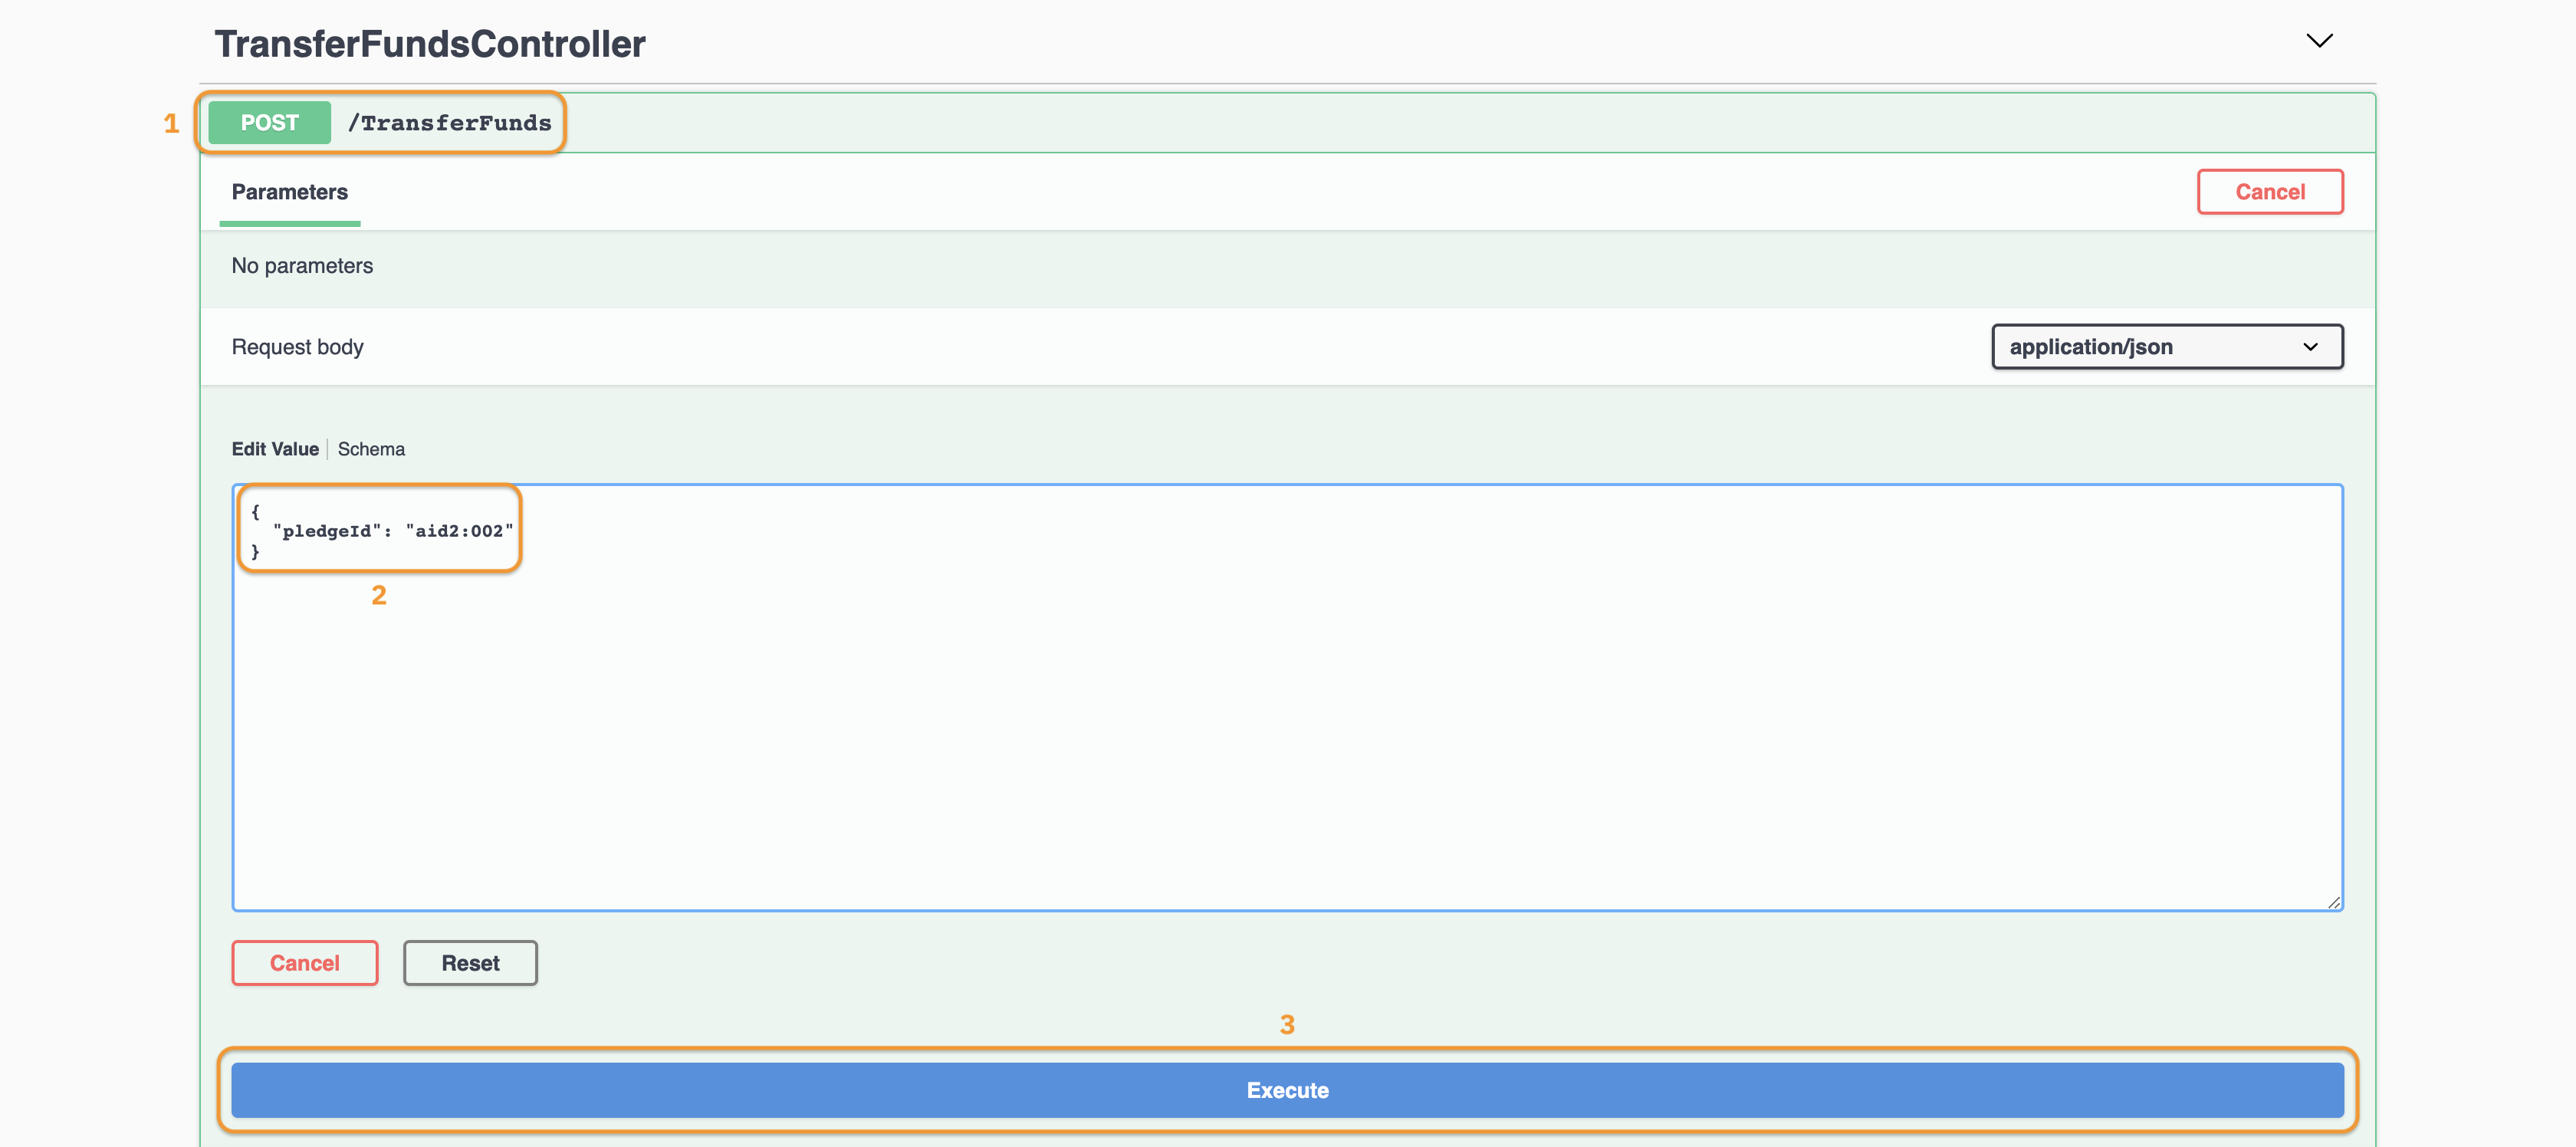 TransferFundsController
1 POST /TransferFunds
Parameters Cancel
No parameters
Request body application/json
Edit Value | Schema
{
"pledgeId": "aid2:002"
}
2
Cancel Reset
3
Execute